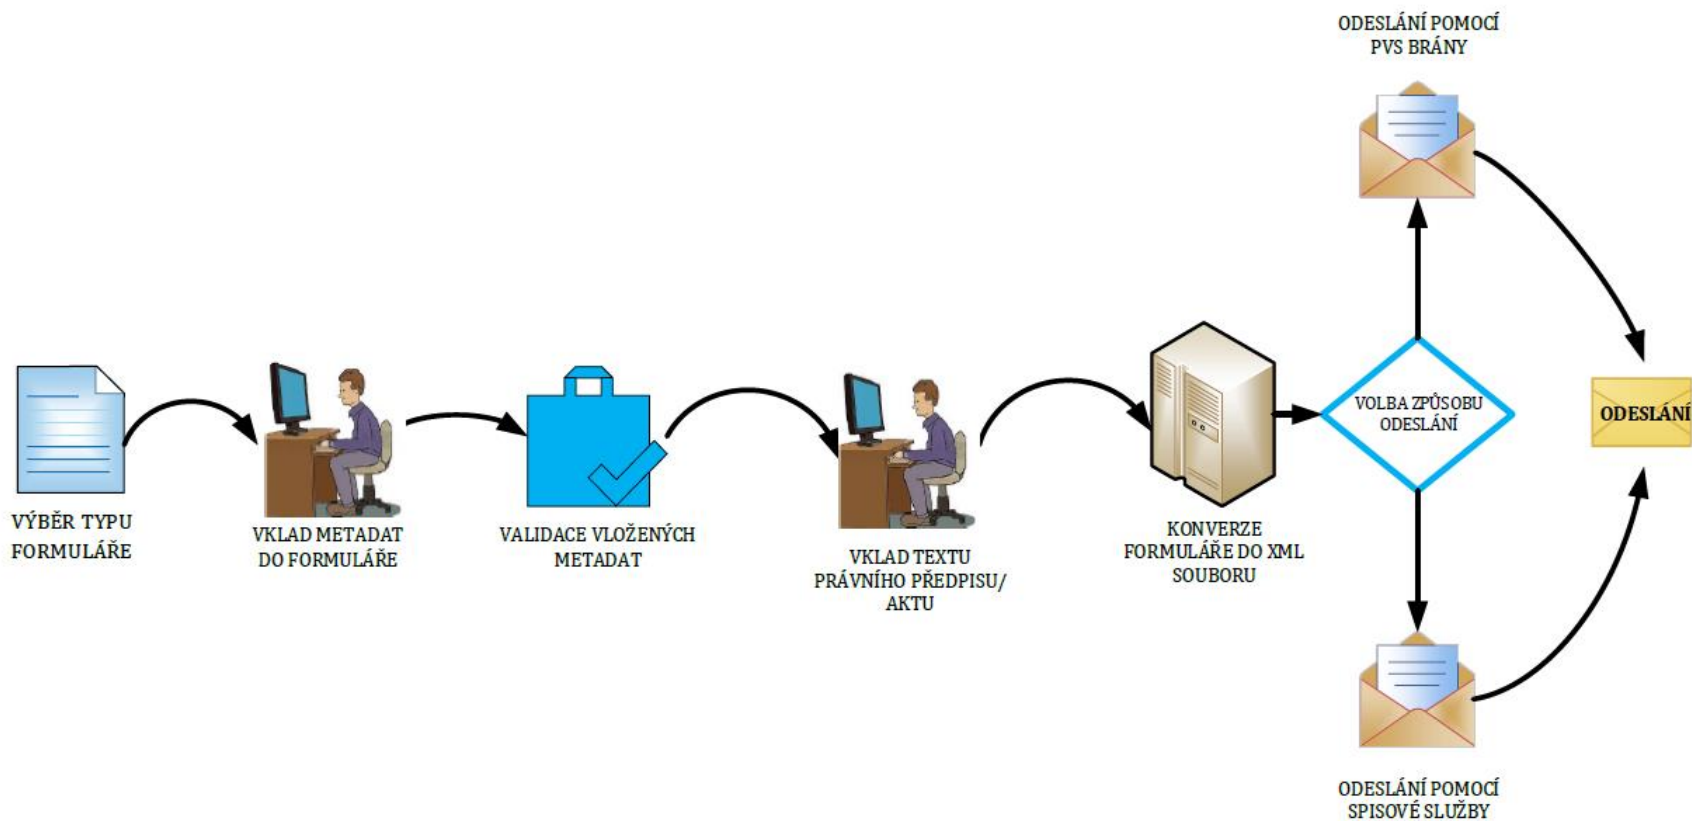 ODESLÁNÍ POMOCÍ
PVS BRÁNY
VÝBĚR TYPU
FORMULÁŘE
VKLAD METADAT
DO FORMULÁŘE
VALIDACE VLOŽENÝCH
METADAT
VKLAD TEXTU
PRÁVNÍHO PŘEDPISU/
AKTU
KONVERZE
FORMULÁŘE DO XML
SOUBORU
VOLBA ZPŮSOBU
ODESLÁNÍ
ODESLÁNÍ
ODESLÁNÍ POMOCÍ
SPISOVÉ SLUŽBY